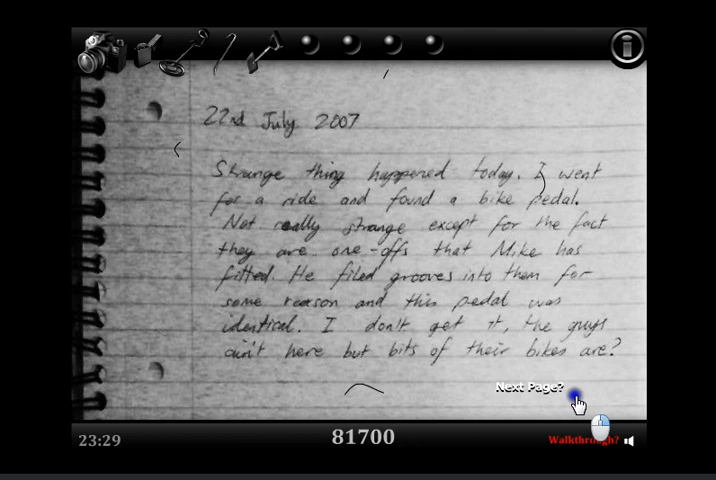 22nd July 2007
Strange thing happened today. I went
for a ride and found a bike pedal.
Not really strange except for the fact
they are one-offs that Mike has
fitted. He filed grooves into them for
some reason and this pedal was
identical. I don't get it, the guys
ain't here but bits of their bikes are?
Next Page?
23:29
81700
Walkthrough?